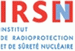 IRSN
INSTITUT
DE RADIOPROTECTION
ET DE SÛRETÉ NUCLÉAIRE